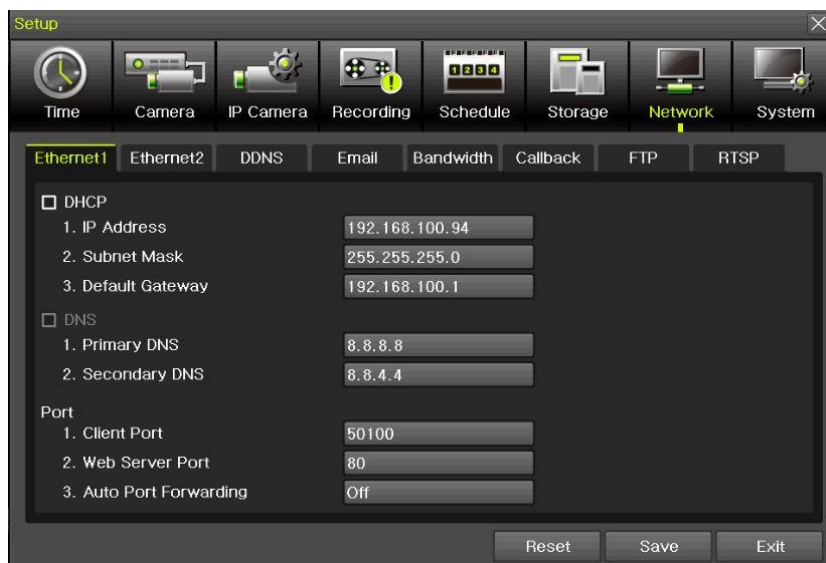 Setup
Time Camera IP Camera Recording Schedule Storage Network System
Ethernet1 Ethernet2 DDNS Email Bandwidth Callback FTP RTSP
DHCP
1. IP Address 192.168.100.94
2. Subnet Mask 255.255.255.0
3. Default Gateway 192.168.100.1
DNS
1. Primary DNS 8.8.8.8
2. Secondary DNS 8.8.4.4
Port
1. Client Port 50100
2. Web Server Port 80
3. Auto Port Forwarding Off
Reset Save Exit